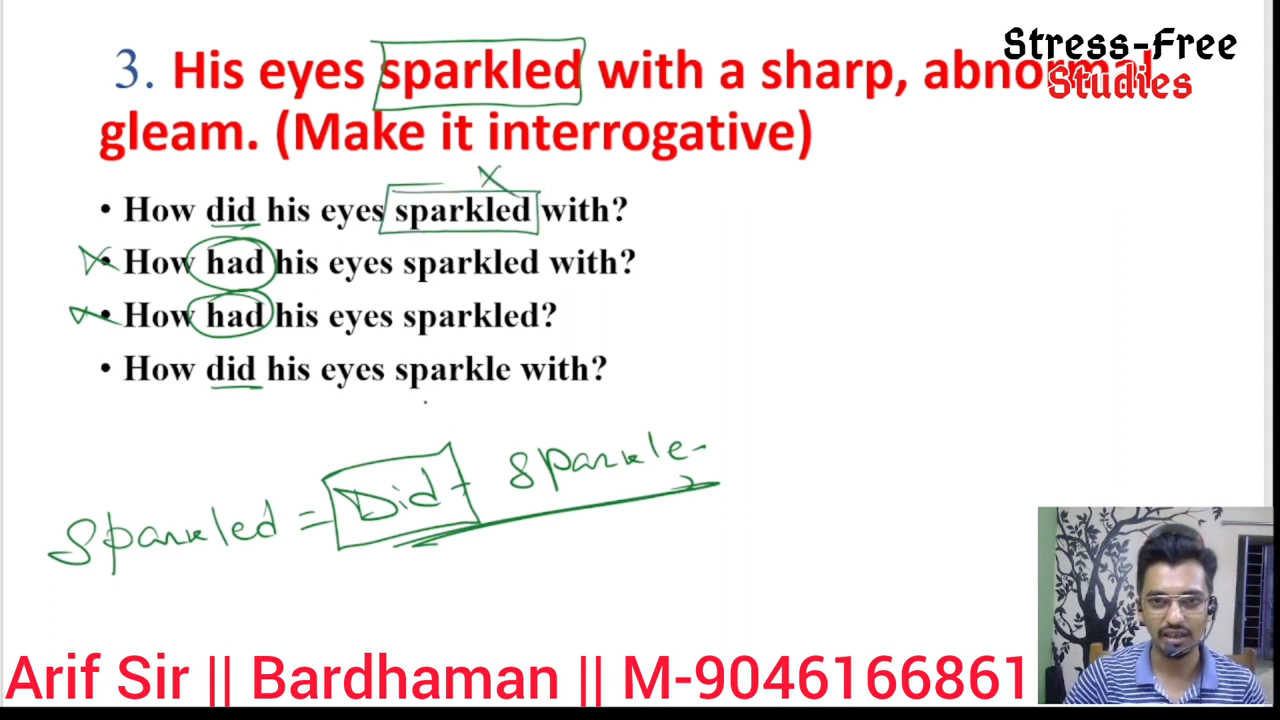 3. His eyes sparkled with a sharp, abnormal
gleam. (Make it interrogative)
Stress-Free
Studies
• How did his eyes sparkled with?
• How had his eyes sparkled with?
• How had his eyes sparkled?
• How did his eyes sparkle with?
Sparkled = Did + Sparkle
Arif Sir || Bardhaman || M-9046166861